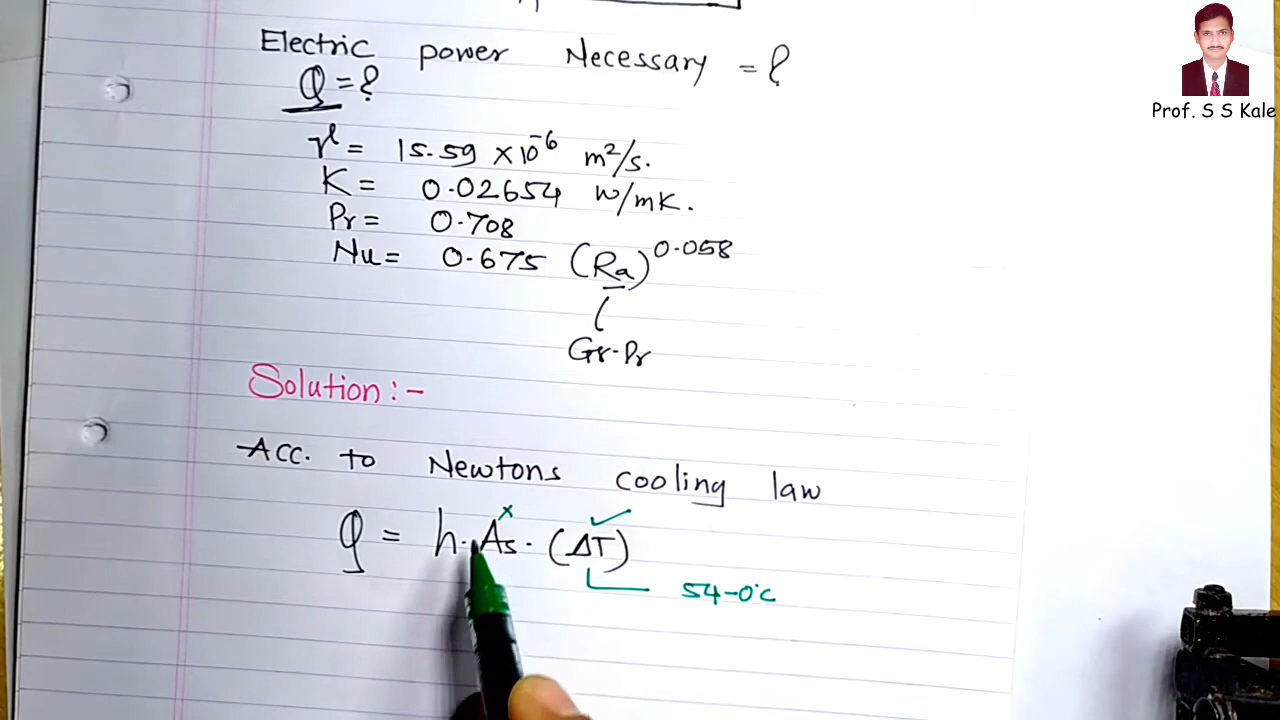 Electric power Necessary = ?
Q = ?
γ = 15.59 × 10⁻⁶ m²/s.
K = 0.02654 w/mK.
Pr = 0.708
Nu = 0.675 (Ra)^0.058
Gr.Pr
Solution :-
Acc. to Newtons cooling law
Q = h. As. (ΔT)
54-0°C
Prof. S S Kale